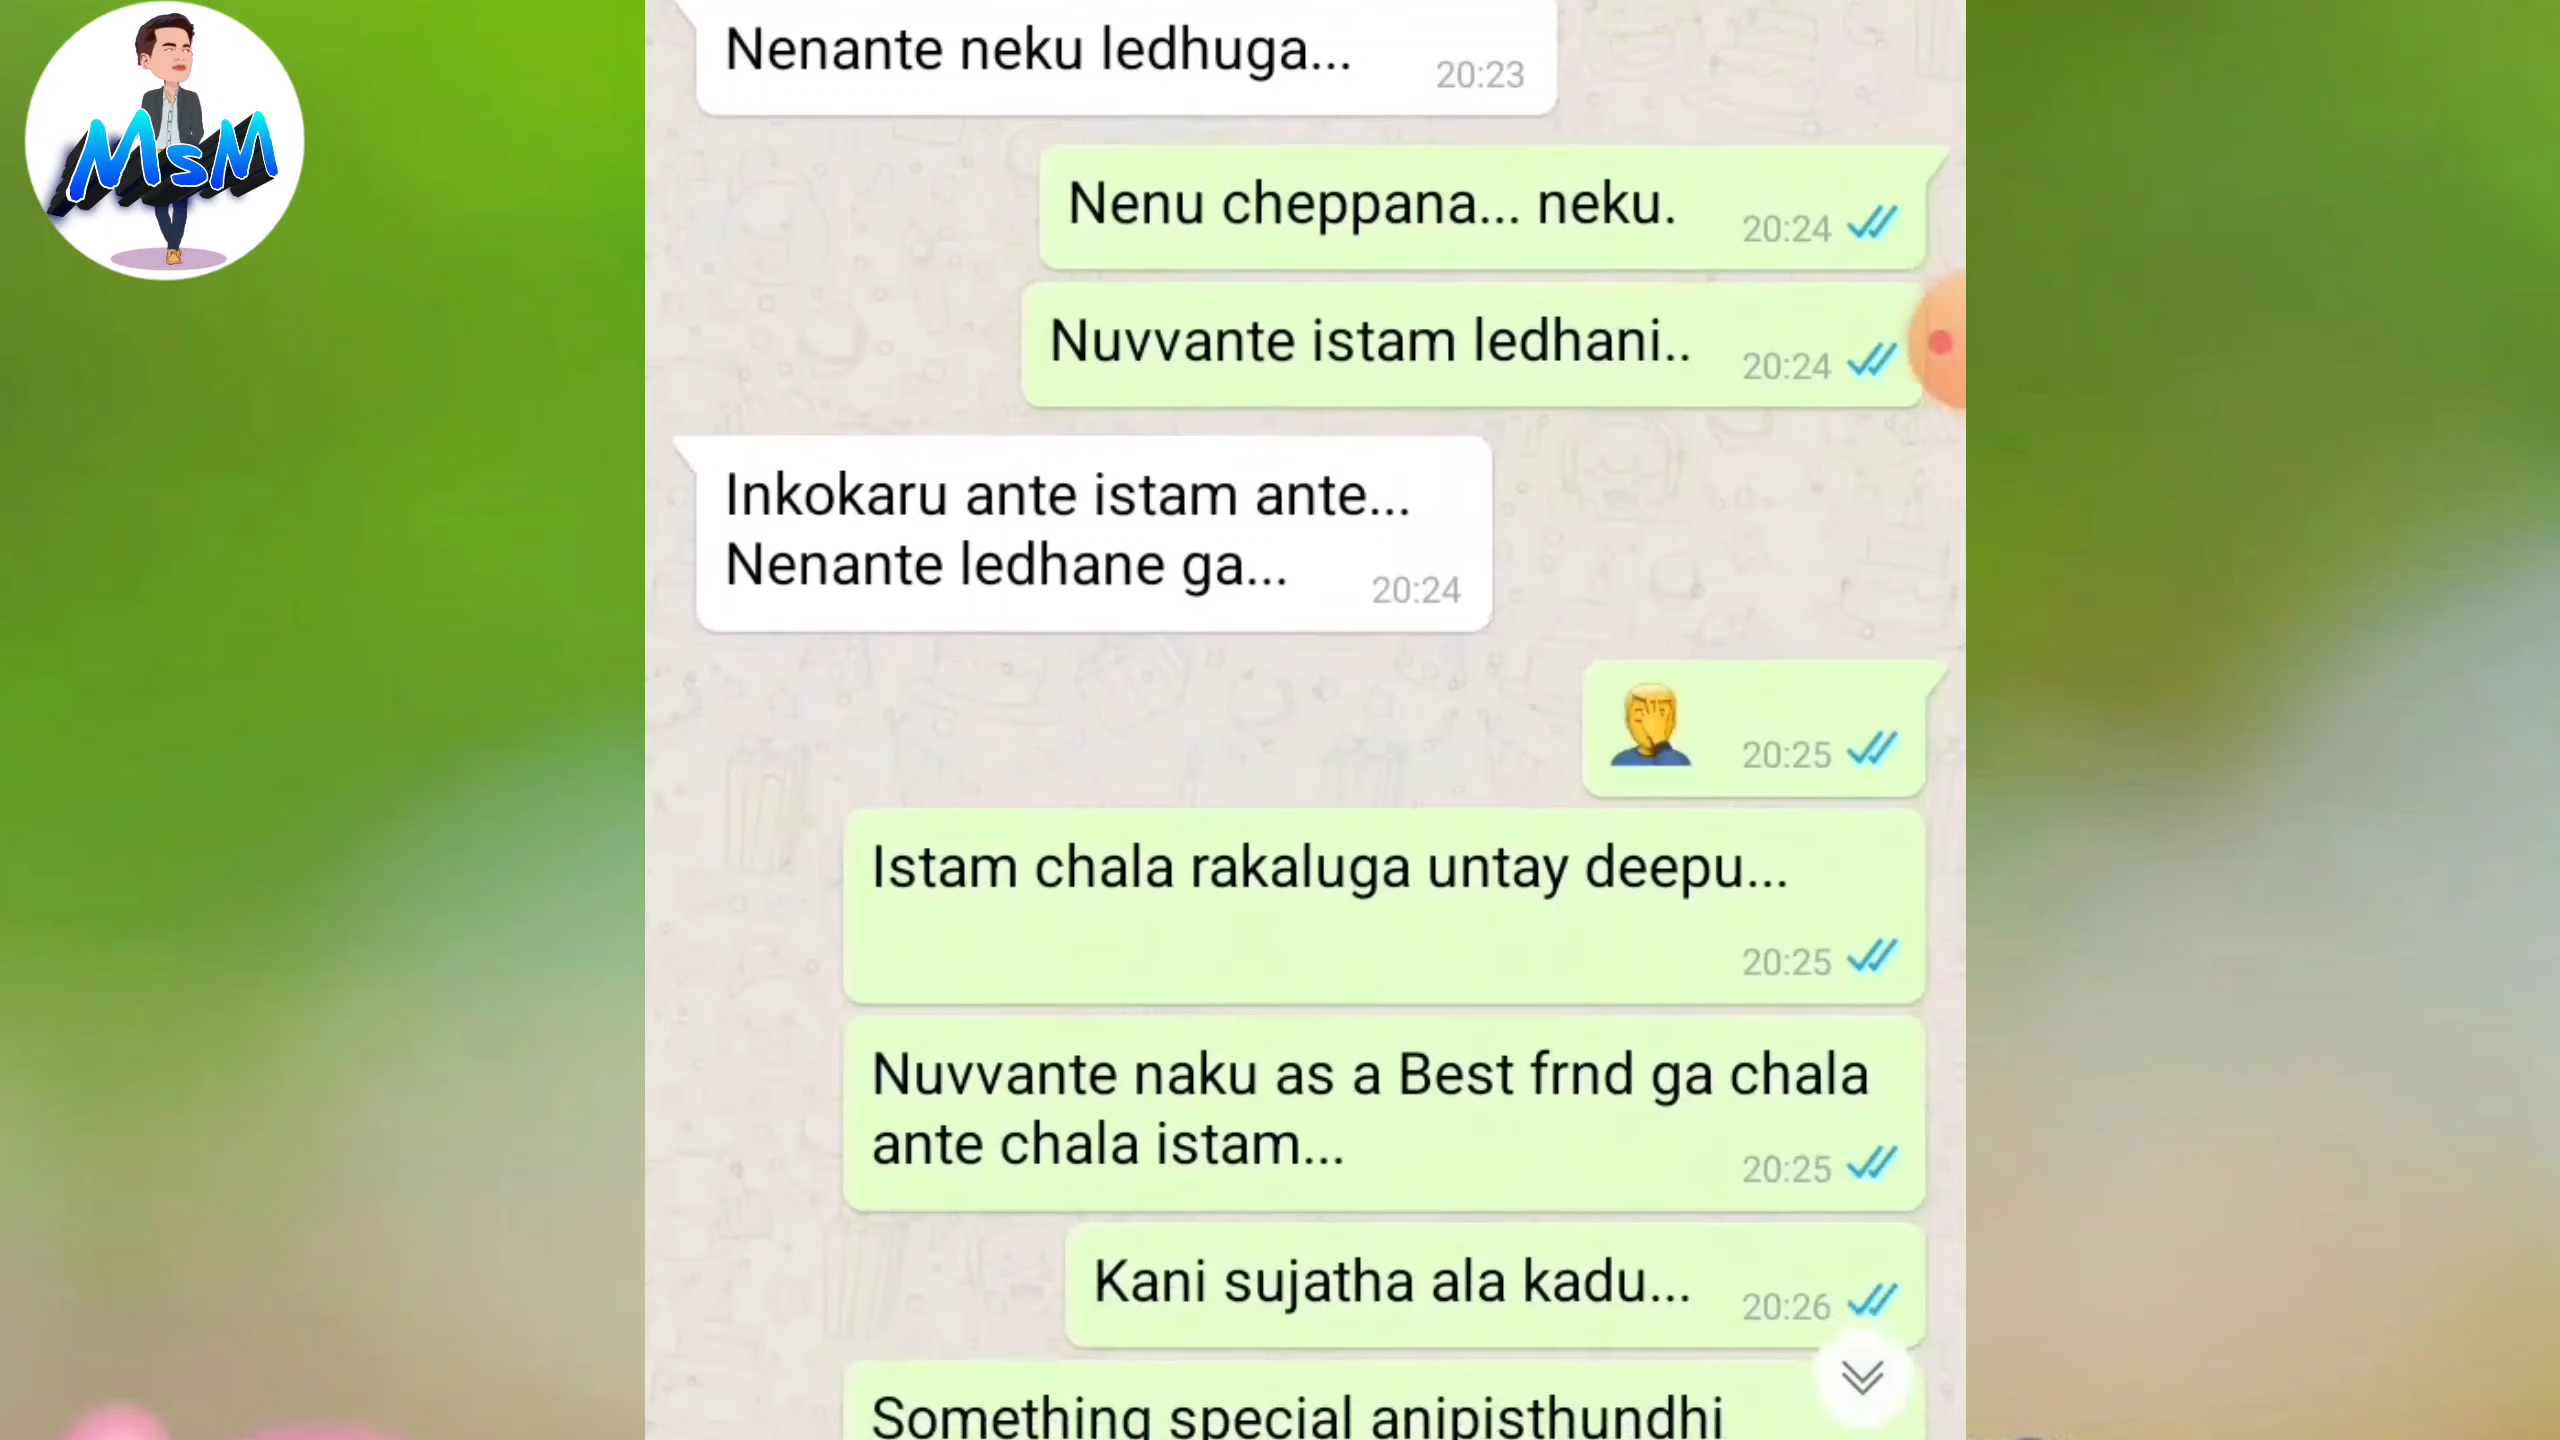 MsM
Nenante neku ledhuga...
20:23
Nenu cheppana... neku.
20:24
Nuvvante istam ledhani..
20:24
Inkokaru ante istam ante...
Nenante ledhane ga...
20:24
20:25
Istam chala rakaluga untay deepu...
20:25
Nuvvante naku as a Best frnd ga chala
ante chala istam...
20:25
Kani sujatha ala kadu...
20:26
Something special anipisthundhi